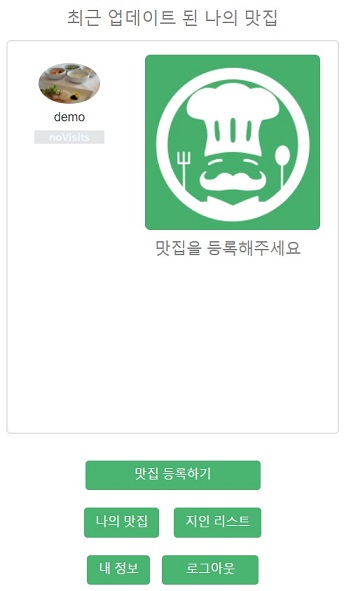 최근 업데이트 된 나의 맛집
demo
noVisits
맛집을 등록해주세요
맛집 등록하기
나의 맛집
지인 리스트
내 정보
로그아웃